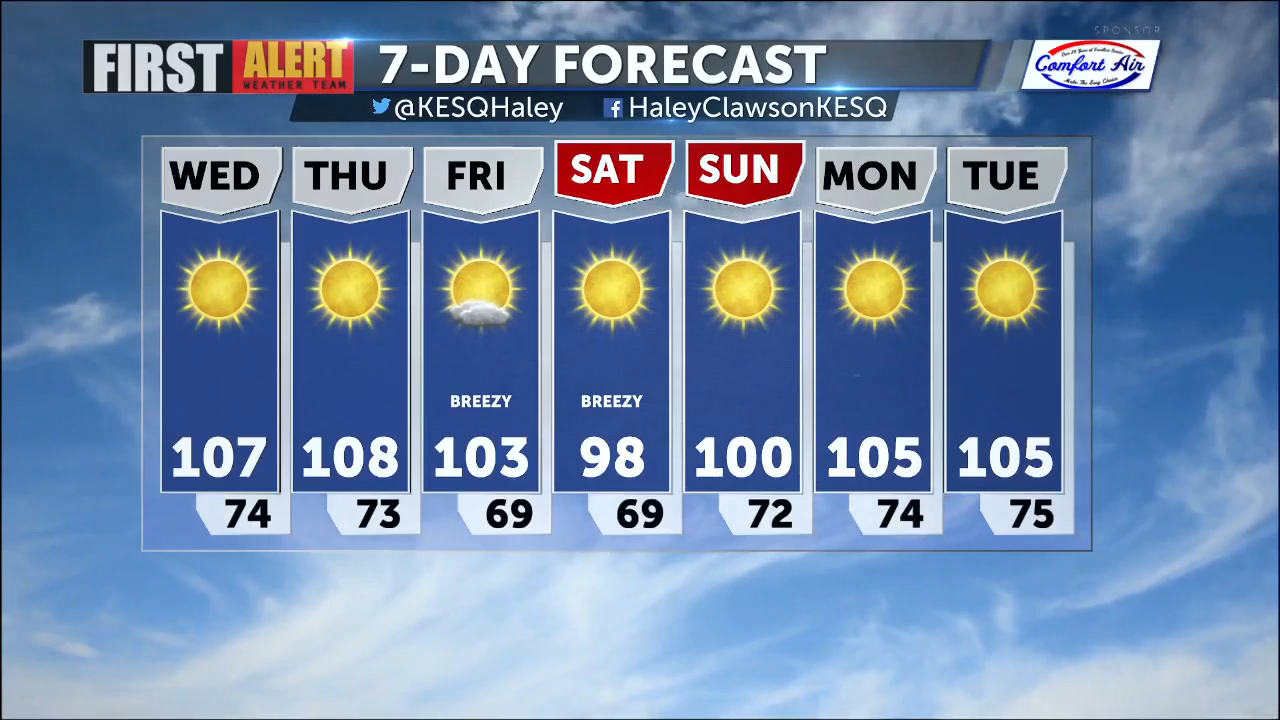 SPONSOR
FIRST ALERT
WEATHER TEAM
7-DAY FORECAST
Comfort Air
@KESQHaley HaleyClawsonKESQ
WED THU FRI SAT SUN MON TUE
BREEZY BREEZY
107 108 103 98 100 105 105
74 73 69 69 72 74 75